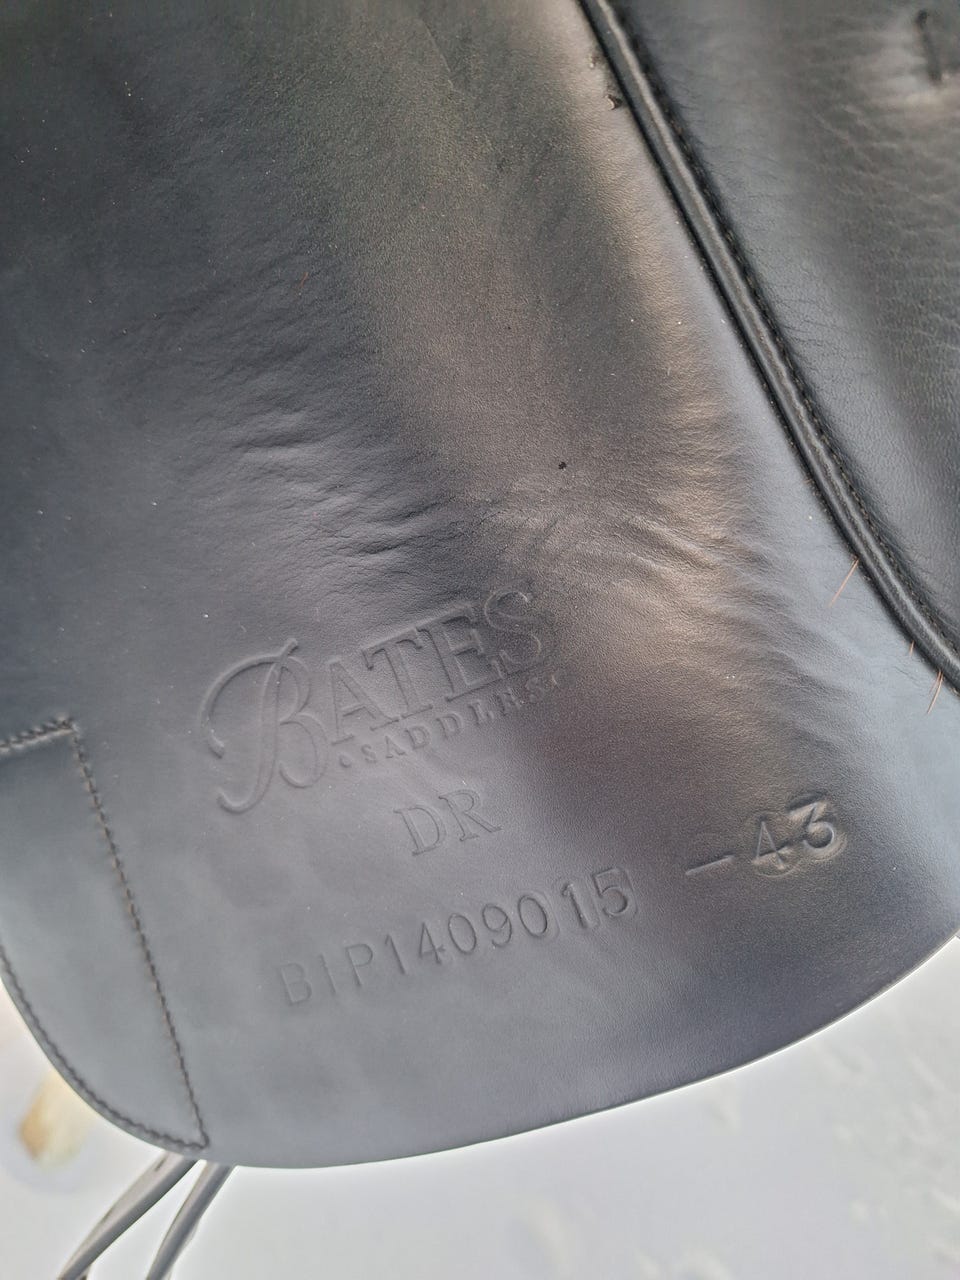 BATES
SADDLES
DR
BIP1409015 -43